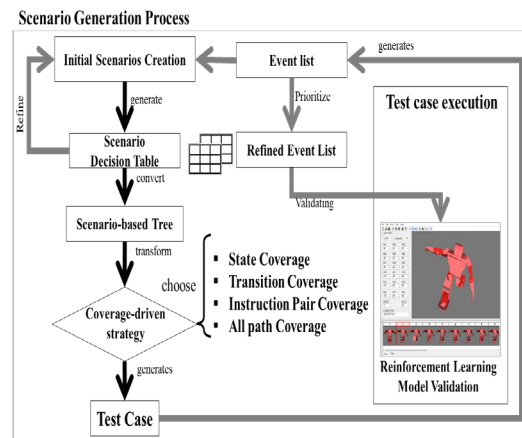 Scenario Generation Process
Initial Scenarios Creation
Event list
generates
Refine
generate
Prioritize
Test case execution
Scenario
Decision Table
Refined Event List
convert
Validating
Scenario-based Tree
transform
choose
▪ State Coverage
▪ Transition Coverage
▪ Instruction Pair Coverage
▪ All path Coverage
Coverage-driven
strategy
Reinforcement Learning
Model Validation
generates
Test Case